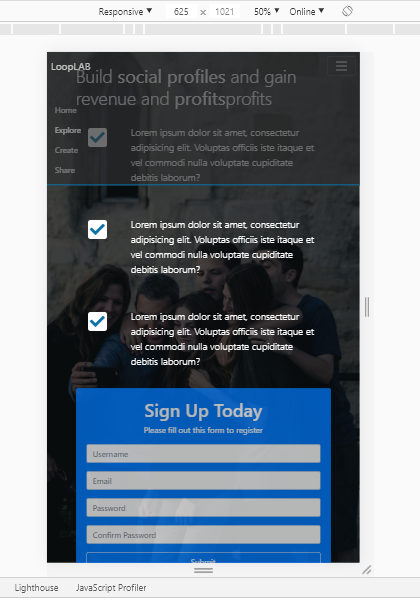 Responsive ▼ 625 × 1021 50% ▼ Online ▼
LoopLAB
Build social profiles and gain
revenue and profitsprofits
Home
Explore
Create
Share
Lorem ipsum dolor sit amet, consectetur
adipisicing elit. Voluptas officiis iste itaque et
vel commodi nulla voluptate cupiditate
debitis laborum?
Lorem ipsum dolor sit amet, consectetur
adipisicing elit. Voluptas officiis iste itaque et
vel commodi nulla voluptate cupiditate
debitis laborum?
Lorem ipsum dolor sit amet, consectetur
adipisicing elit. Voluptas officiis iste itaque et
vel commodi nulla voluptate cupiditate
debitis laborum?
Sign Up Today
Please fill out this form to register
Username
Email
Password
Confirm Password
Submit
Lighthouse JavaScript Profiler